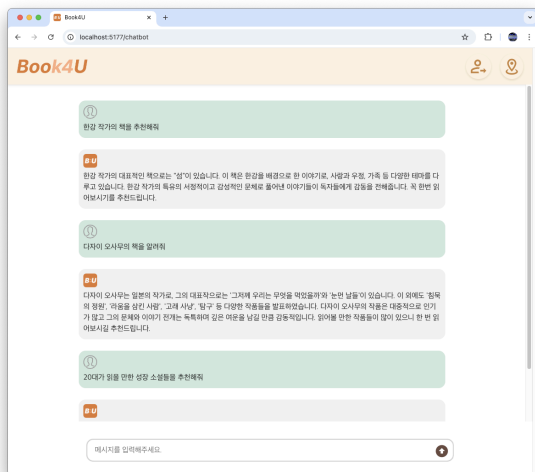 Book4U
localhost:5177/chatbot
Book4U
한강 작가의 책을 추천해줘
B:U
한강 작가의 대표적인 책으로는 "섬"이 있습니다. 이 책은 한강을 배경으로 한 이야기로, 사랑과 우정, 가족 등 다양한 테마를 다
루고 있습니다. 한강 작가의 특유의 서정적이고 감성적인 문체로 풀어낸 이야기들이 독자들에게 감동을 전해줍니다. 꼭 한번 읽
어보시기를 추천드립니다.
다자이 오사무의 책을 알려줘
B:U
다자이 오사무는 일본의 작가로, 그의 대표작으로는 '그저께 우리는 무엇을 먹었을까'와 '눈먼 날들'이 있습니다. 이 외에도 '침묵
의 정원', '라움을 삼킨 사람', '고래 사냥', '탐구' 등 다양한 작품들을 발표하였습니다. 다자이 오사무의 작품은 대중적으로 인기
가 많고 그의 문체와 이야기 전개는 독특하며 깊은 여운을 남길 만큼 감동적입니다. 읽어볼 만한 작품들이 많이 있으니 한 번 읽
어보시길 추천드립니다.
20대가 읽을 만한 성장 소설들을 추천해줘
B:U
메시지를 입력해주세요.